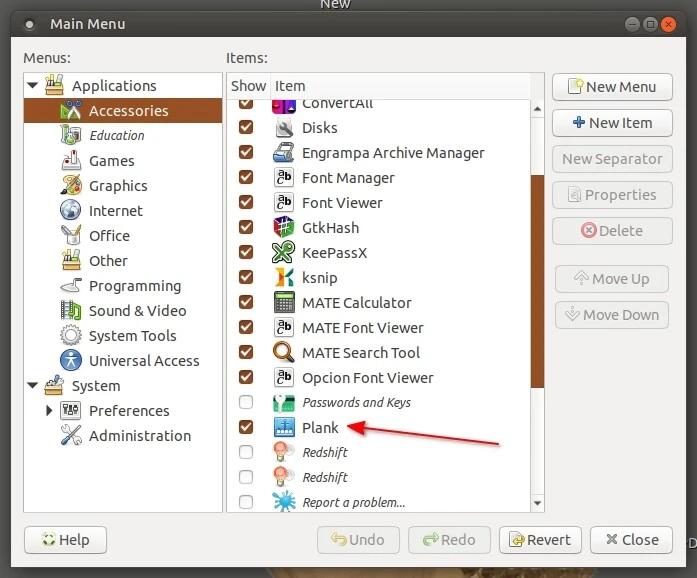 New
Main Menu
Menus:
Items:
Applications
Accessories
Education
Games
Graphics
Internet
Office
Other
Programming
Sound & Video
System Tools
Universal Access
System
Preferences
Administration
Show Item
ConvertAll
Disks
Engrampa Archive Manager
Font Manager
Font Viewer
GtkHash
KeePassX
ksnip
MATE Calculator
MATE Font Viewer
MATE Search Tool
Opcion Font Viewer
Passwords and Keys
Plank
Redshift
Redshift
Report a problem...
New Menu
New Item
New Separator
Properties
Delete
Move Up
Move Down
Help
Undo
Redo
Revert
Close